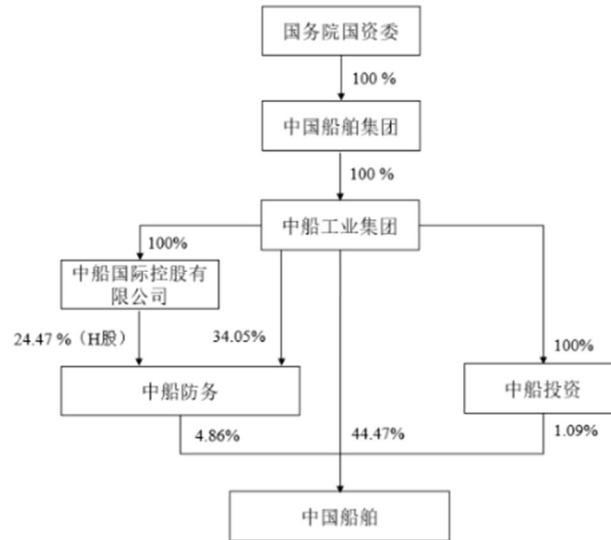 国务院国资委
100 %
中国船舶集团
100 %
中船工业集团
100%
中船国际控股有
限公司
24.47 %（H股）
34.05%
100%
中船防务
中船投资
4.86%
44.47%
1.09%
中国船舶